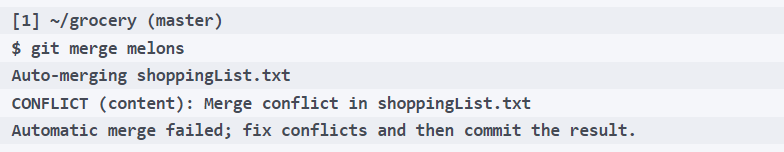 [1] ~/grocery (master)
$ git merge melons
Auto-merging shoppingList.txt
CONFLICT (content): Merge conflict in shoppingList.txt
Automatic merge failed; fix conflicts and then commit the result.